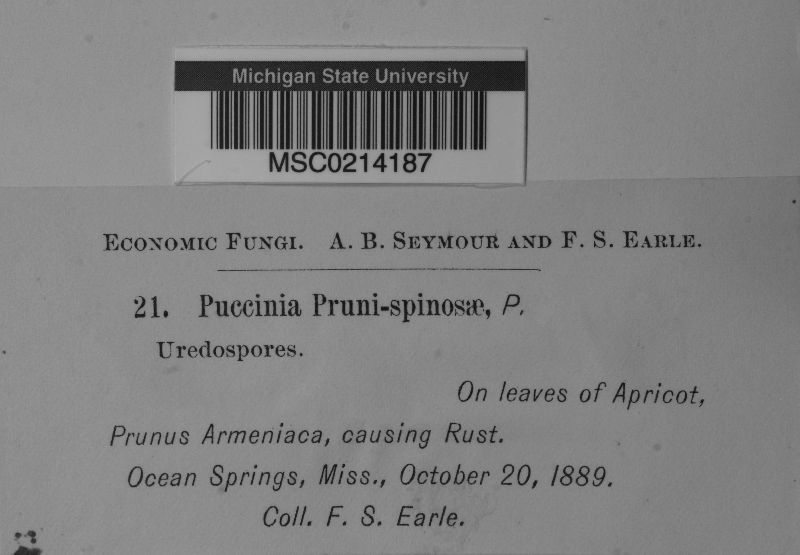 Michigan State University
MSC0214187
Economic Fungi. A. B. Seymour and F. S. Earle.
21. Puccinia Pruni-spinosæ, P.
Uredospores.
On leaves of Apricot,
Prunus Armeniaca, causing Rust.
Ocean Springs, Miss., October 20, 1889.
Coll. F. S. Earle.